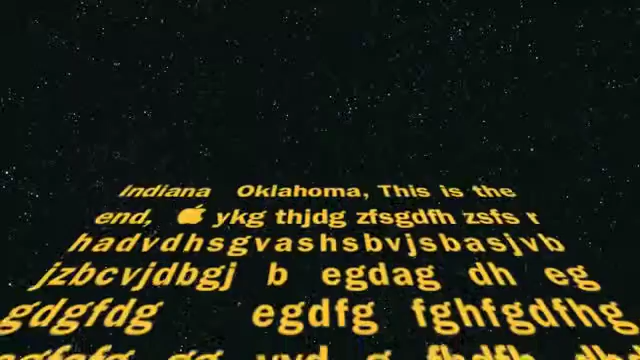 Indiana Oklahoma, This is the
end,  ykg thjdg zfsgdfh zsfs r
hadvdhsgvashsbvjsbasjvb
jzbcvjdbgj b egdag dh eg
gdgfdg egdfg fghfgdfhg